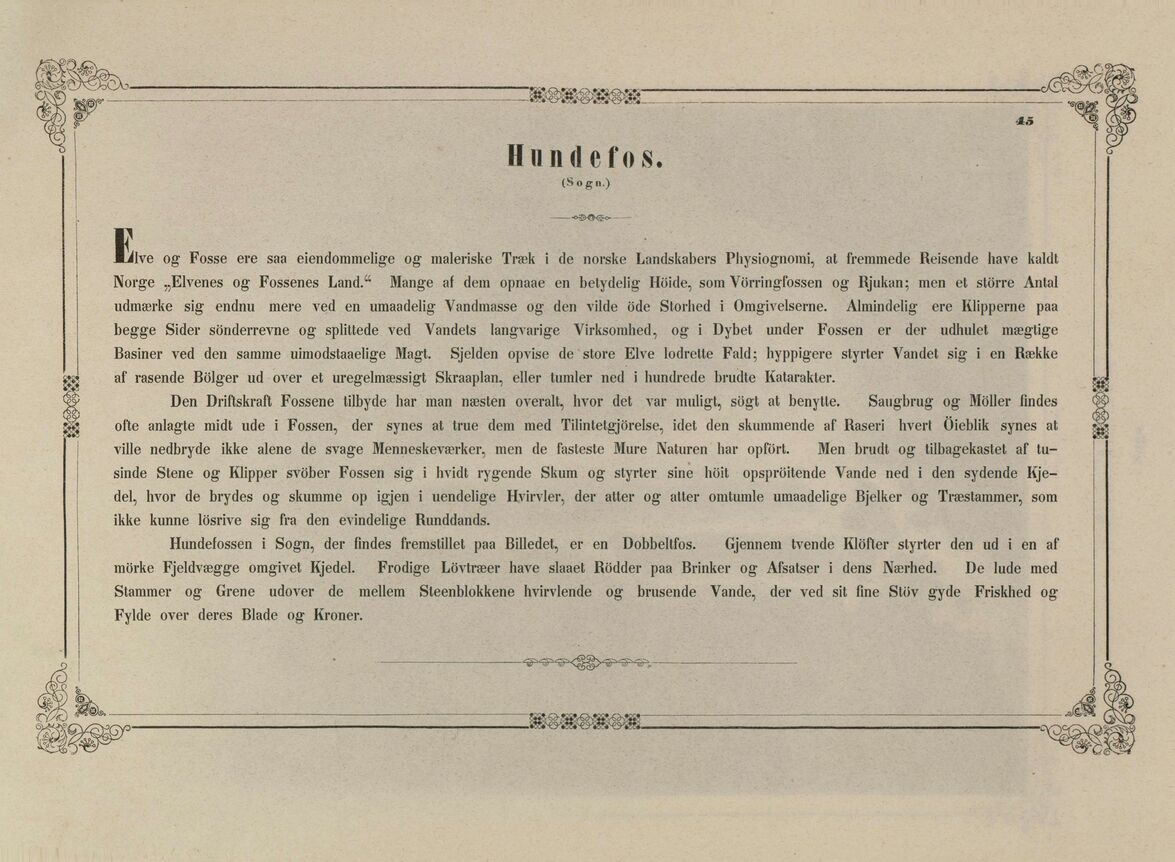 45
Hundefos.
(Sogn.)
Elve og Fosse ere saa eiendommelige og maleriske Træk i de norske Landskabers Physiognomi, at fremmede Reisende have kaldt
Norge „Elvenes og Fossenes Land.“ Mange af dem opnaae en betydelig Höide, som Vörringfossen og Rjukan; men et större Antal
udmærke sig endnu mere ved en umaadelig Vandmasse og den vilde öde Storhed i Omgivelserne. Almindelig ere Klipperne paa
begge Sider sönderrevne og splittede ved Vandets langvarige Virksomhed, og i Dybet under Fossen er der udhulet mægtige
Basiner ved den samme uimodstaaelige Magt. Sjelden opvise de store Elve lodrette Fald; hyppigere styrter Vandet sig i en Række
af rasende Bölger ud over et uregelmæssigt Skraaplan, eller tumler ned i hundrede brudte Katarakter.
Den Driftskraft Fossene tilbyde har man næsten overalt, hvor det var muligt, sögt at benytte. Saugbrug og Möller findes
ofte anlagte midt ude i Fossen, der synes at true dem med Tilintetgjörelse, idet den skummende af Raseri hvert Öieblik synes at
ville nedbryde ikke alene de svage Menneskeværker, men de fasteste Mure Naturen har opfört. Men brudt og tilbagekastet af tu-
sinde Stene og Klipper svöber Fossen sig i hvidt rygende Skum og styrter sine höit opspröitende Vande ned i den sydende Kje-
del, hvor de brydes og skumme op igjen i uendelige Hvirvler, der atter og atter omtumle umaadelige Bjelker og Træstammer, som
ikke kunne lösrive sig fra den evindelige Runddands.
Hundefossen i Sogn, der findes fremstillet paa Billedet, er en Dobbeltfos. Gjennem tvende Klöfter styrter den ud i en af
mörke Fjeldvægge omgivet Kjedel. Frodige Lövtræer have slaaet Rödder paa Brinker og Afsatser i dens Nærhed. De lude med
Stammer og Grene udover de mellem Steenblokkene hvirvlende og brusende Vande, der ved sit fine Stöv gyde Friskhed og
Fylde over deres Blade og Kroner.